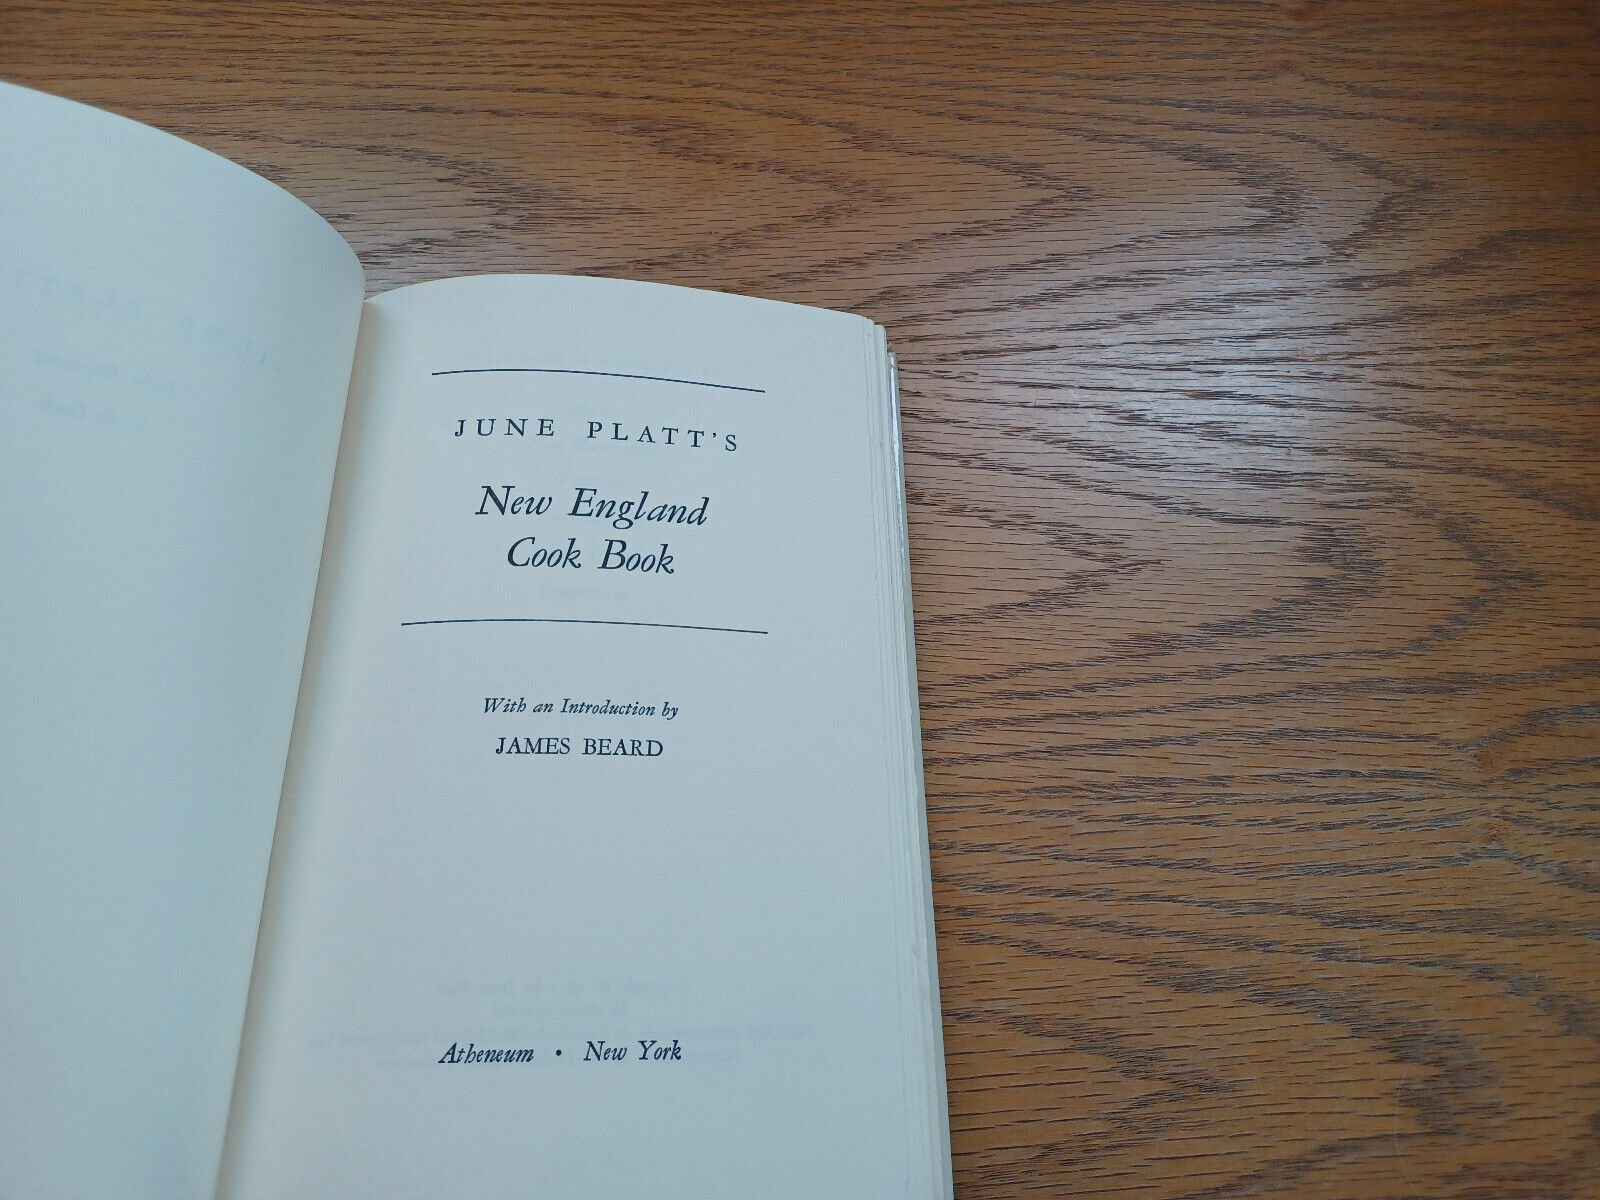 JUNE PLATT'S
New England
Cook Book
With an Introduction by
JAMES BEARD
Atheneum • New York